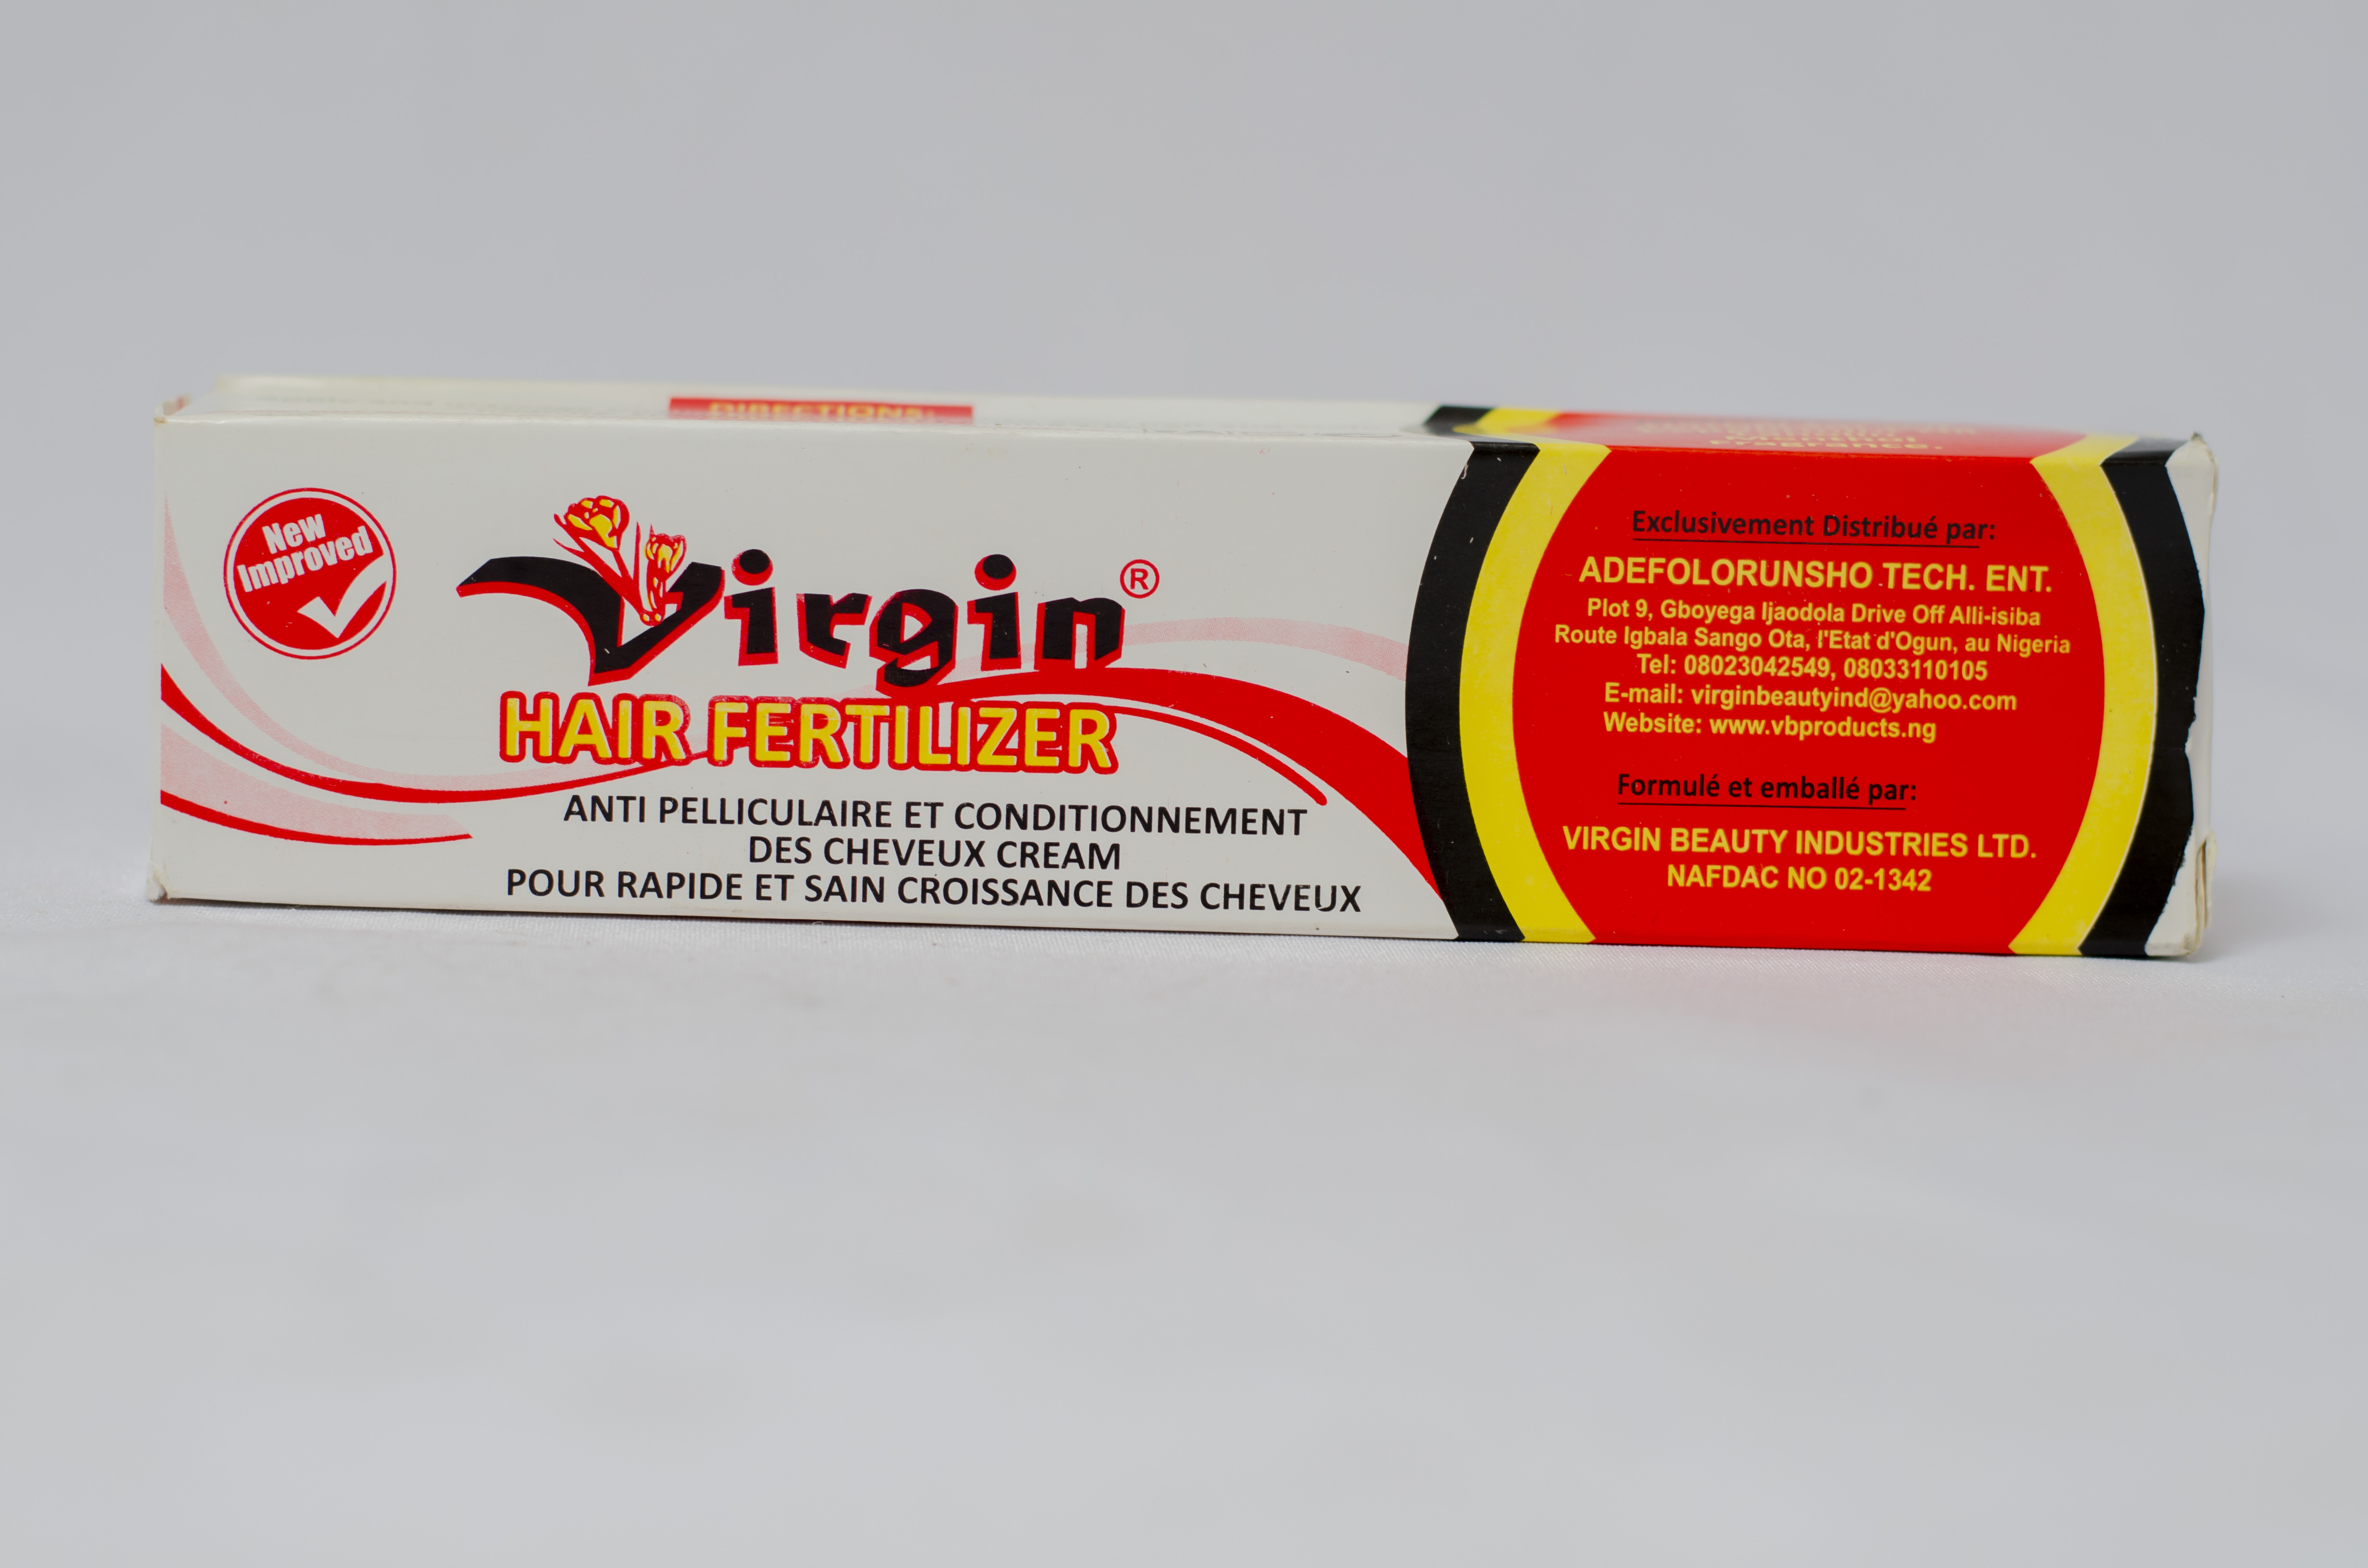 DIRECTIONS:
Menthol
Fragrance.
New
Improved
Virgin®
HAIR FERTILIZER
ANTI PELLICULAIRE ET CONDITIONNEMENT
DES CHEVEUX CREAM
POUR RAPIDE ET SAIN CROISSANCE DES CHEVEUX
Exclusivement Distribué par:
ADEFOLORUNSHO TECH. ENT.
Plot 9, Gboyega Ijaodola Drive Off Alli-isiba
Route Igbala Sango Ota, l'Etat d'Ogun, au Nigeria
Tel: 08023042549, 08033110105
E-mail: virginbeautyind@yahoo.com
Website: www.vbproducts.ng
Formulé et emballé par:
VIRGIN BEAUTY INDUSTRIES LTD.
NAFDAC NO 02-1342